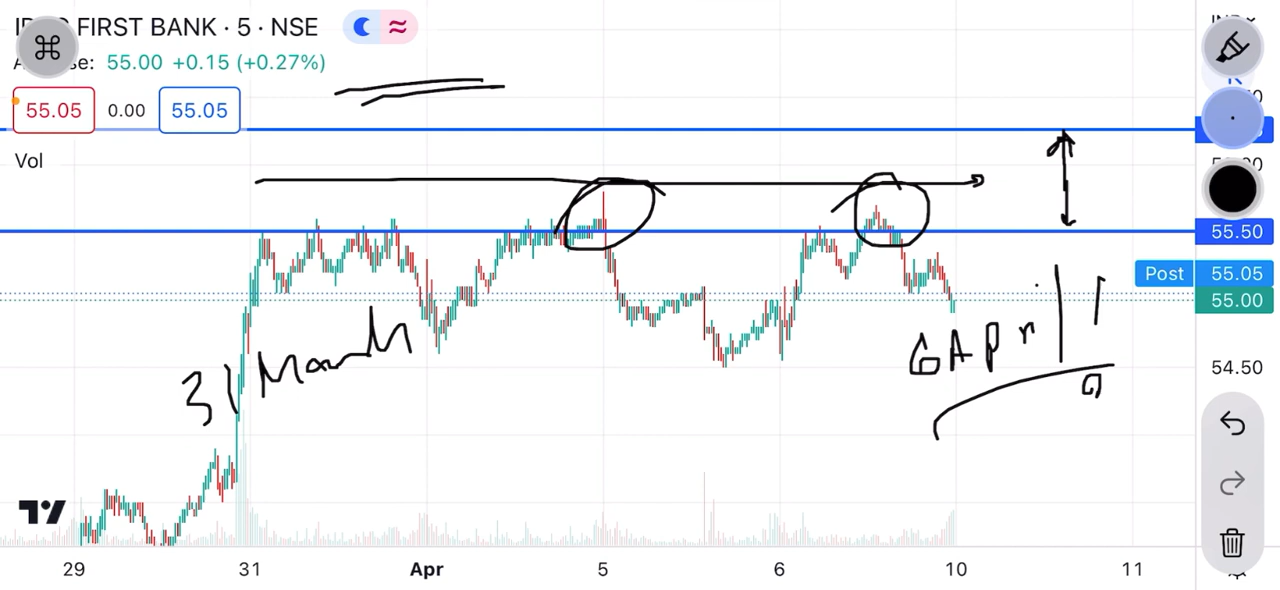 FIRST BANK · 5 · NSE
55.00 +0.15 (+0.27%)
55.05 0.00 55.05
Vol
55.50
Post 55.05
55.00
54.50
31 March
6 April
29 31 Apr 5 6 10 11